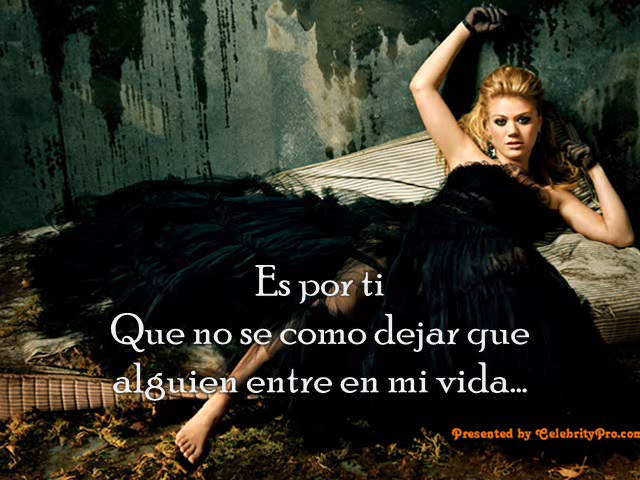 Es por ti
Que no se como dejar que
alguien entre en mi vida...
Presented by CelebrityPro.com